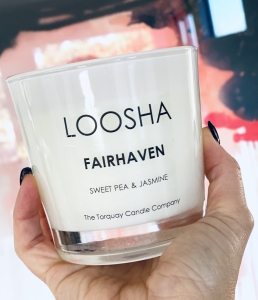 LOOSHA
FAIRHAVEN
SWEET PEA & JASMINE
The Torquay Candle Company